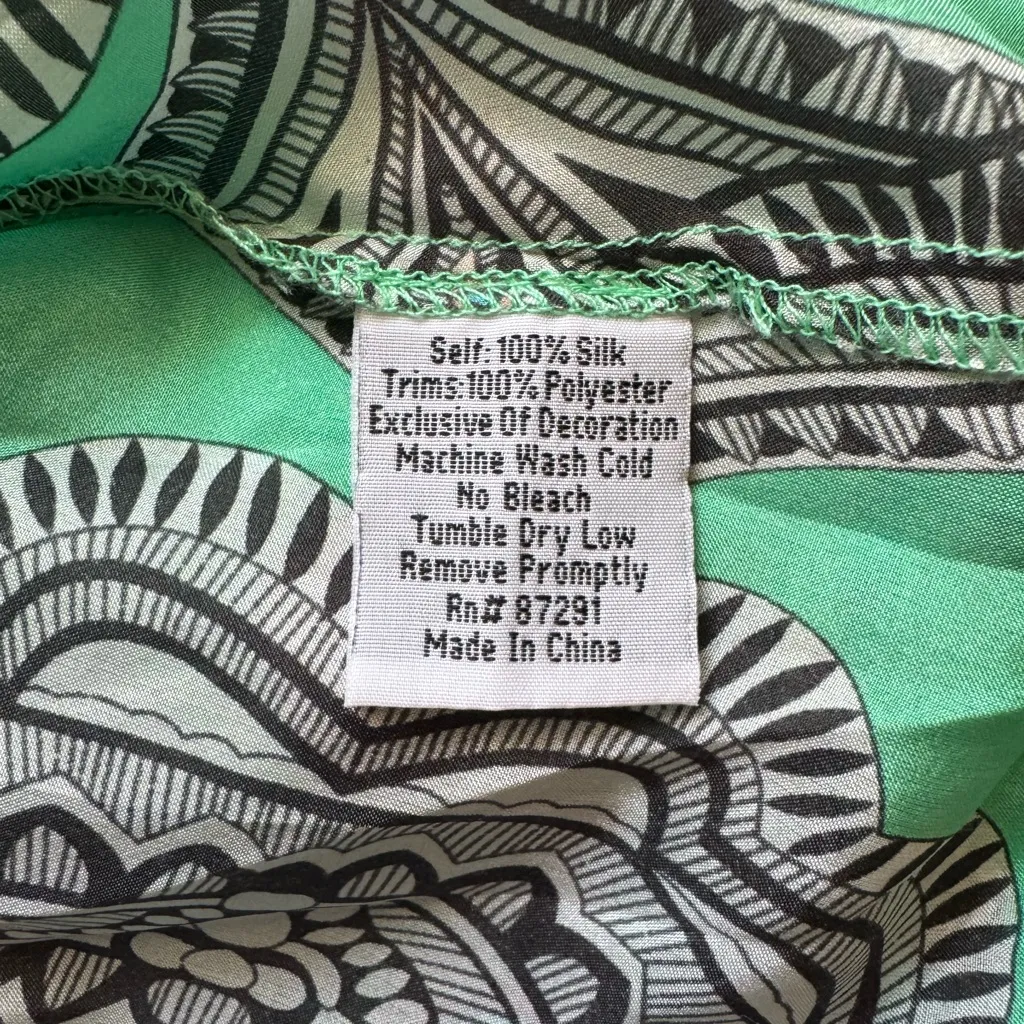 Self: 100% Silk
Trims:100% Polyester
Exclusive Of Decoration
Machine Wash Cold
No Bleach
Tumble Dry Low
Remove Promptly
Rn# 87291
Made In China